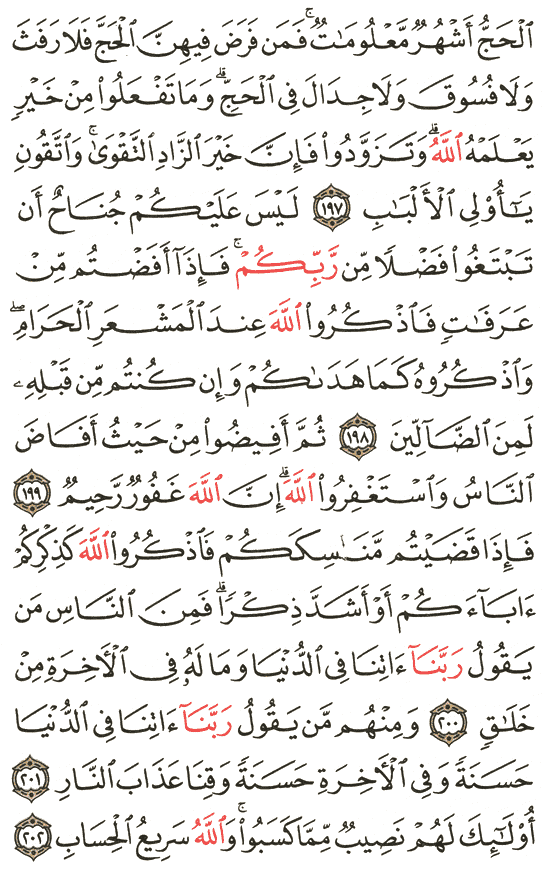 ٱلۡحَجُّ أَشۡهُرٞ مَّعۡلُومَٰتٞۚ فَمَن فَرَضَ فِيهِنَّ ٱلۡحَجَّ فَلَا رَفَثَ
وَلَا فُسُوقَ وَلَا جِدَالَ فِي ٱلۡحَجِّۗ وَمَا تَفۡعَلُواْ مِنۡ خَيۡرٖ
يَعۡلَمۡهُ ٱللَّهُۗ وَتَزَوَّدُواْ فَإِنَّ خَيۡرَ ٱلزَّادِ ٱلتَّقۡوَىٰۚ وَٱتَّقُونِ
يَٰٓأُوْلِي ٱلۡأَلۡبَٰبِ ١٩٧ لَيۡسَ عَلَيۡكُمۡ جُنَاحٌ أَن
تَبۡتَغُواْ فَضۡلٗا مِّن رَّبِّكُمۡۚ فَإِذَآ أَفَضۡتُم مِّنۡ
عَرَفَٰتٖ فَٱذۡكُرُواْ ٱللَّهَ عِندَ ٱلۡمَشۡعَرِ ٱلۡحَرَامِۖ
وَٱذۡكُرُوهُ كَمَا هَدَىٰكُمۡ وَإِن كُنتُم مِّن قَبۡلِهِۦ
لَمِنَ ٱلضَّآلِّينَ ١٩٨ ثُمَّ أَفِيضُواْ مِنۡ حَيۡثُ أَفَاضَ
ٱلنَّاسُ وَٱسۡتَغۡفِرُواْ ٱللَّهَۚ إِنَّ ٱللَّهَ غَفُورٞ رَّحِيمٞ ١٩٩
فَإِذَا قَضَيۡتُم مَّنَٰسِكَكُمۡ فَٱذۡكُرُواْ ٱللَّهَ كَذِكۡرِكُمۡ
ءَابَآءَكُمۡ أَوۡ أَشَدَّ ذِكۡرٗاۗ فَمِنَ ٱلنَّاسِ مَن
يَقُولُ رَبَّنَآ ءَاتِنَا فِي ٱلدُّنۡيَا وَمَا لَهُۥ فِي ٱلۡأٓخِرَةِ مِنۡ
خَلَٰقٖ ٢٠٠ وَمِنۡهُم مَّن يَقُولُ رَبَّنَآ ءَاتِنَا فِي ٱلدُّنۡيَا
حَسَنَةٗ وَفِي ٱلۡأٓخِرَةِ حَسَنَةٗ وَقِنَا عَذَابَ ٱلنَّارِ ٢٠١
أُوْلَٰٓئِكَ لَهُمۡ نَصِيبٞ مِّمَّا كَسَبُواْۚ وَٱللَّهُ سَرِيعُ ٱلۡحِسَابِ ٢٠٢